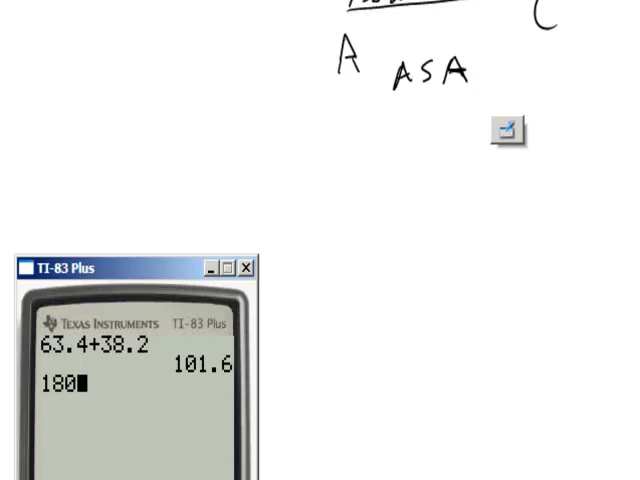 C
A
ASA
TI-83 Plus
TEXAS INSTRUMENTS TI-83 Plus
63.4+38.2
101.6
180